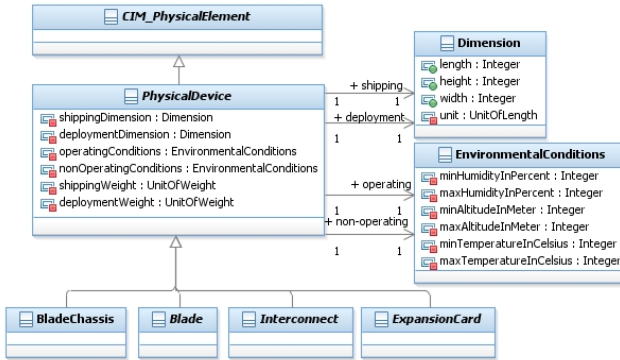 CIM_PhysicalElement
PhysicalDevice
shippingDimension : Dimension
deploymentDimension : Dimension
operatingConditions : EnvironmentalConditions
nonOperatingConditions : EnvironmentalConditions
shippingWeight : UnitOfWeight
deploymentWeight : UnitOfWeight
+ shipping
1 1
+ deployment
1 1
+ operating
1 1
+ non-operating
1 1
Dimension
length : Integer
height : Integer
width : Integer
unit : UnitOfLength
EnvironmentalConditions
minHumidityInPercent : Integer
maxHumidityInPercent : Integer
minAltitudeInMeter : Integer
maxAltitudeInMeter : Integer
minTemperatureInCelsius : Integer
maxTemperatureInCelsius : Integer
BladeChassis
Blade
Interconnect
ExpansionCard